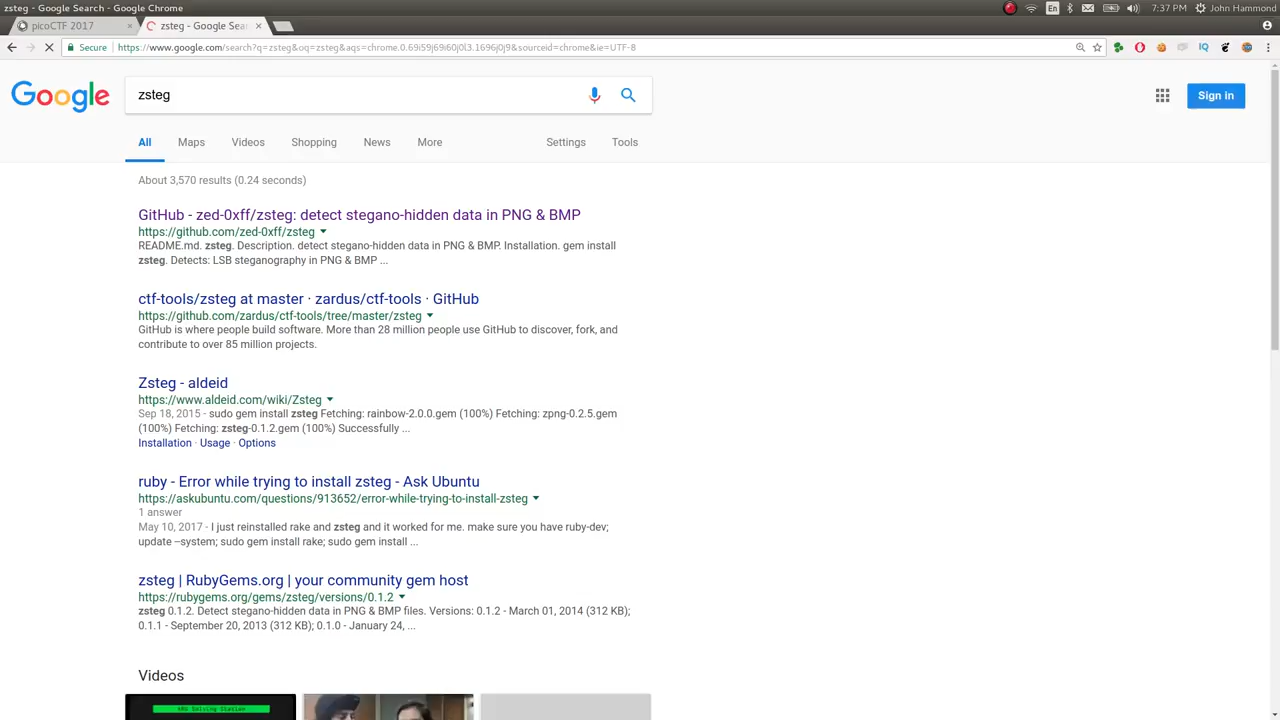 zsteg - Google Search - Google Chrome
En
7:37 PM
John Hammond
picoCTF 2017 ×
zsteg - Google Sear ×
Secure https://www.google.com/search?q=zsteg&oq=zsteg&aqs=chrome.0.69i59j69i60j0l3.1696j0j9&sourceid=chrome&ie=UTF-8
IQ
Google
zsteg
Sign in
All Maps Videos Shopping News More Settings Tools
About 3,570 results (0.24 seconds)
GitHub - zed-0xff/zsteg: detect stegano-hidden data in PNG & BMP
https://github.com/zed-0xff/zsteg
README.md. zsteg. Description. detect stegano-hidden data in PNG & BMP. Installation. gem install
zsteg. Detects: LSB steganography in PNG & BMP ...
ctf-tools/zsteg at master · zardus/ctf-tools · GitHub
https://github.com/zardus/ctf-tools/tree/master/zsteg
GitHub is where people build software. More than 28 million people use GitHub to discover, fork, and
contribute to over 85 million projects.
Zsteg - aldeid
https://www.aldeid.com/wiki/Zsteg
Sep 18, 2015 - sudo gem install zsteg Fetching: rainbow-2.0.0.gem (100%) Fetching: zpng-0.2.5.gem
(100%) Fetching: zsteg-0.1.2.gem (100%) Successfully ...
Installation · Usage · Options
ruby - Error while trying to install zsteg - Ask Ubuntu
https://askubuntu.com/questions/913652/error-while-trying-to-install-zsteg
1 answer
May 10, 2017 - I just reinstalled rake and zsteg and it worked for me. make sure you have ruby-dev;
update –system; sudo gem install rake; sudo gem install ...
zsteg | RubyGems.org | your community gem host
https://rubygems.org/gems/zsteg/versions/0.1.2
zsteg 0.1.2. Detect stegano-hidden data in PNG & BMP files. Versions: 0.1.2 - March 01, 2014 (312 KB);
0.1.1 - September 20, 2013 (312 KB); 0.1.0 - January 24, ...
Videos